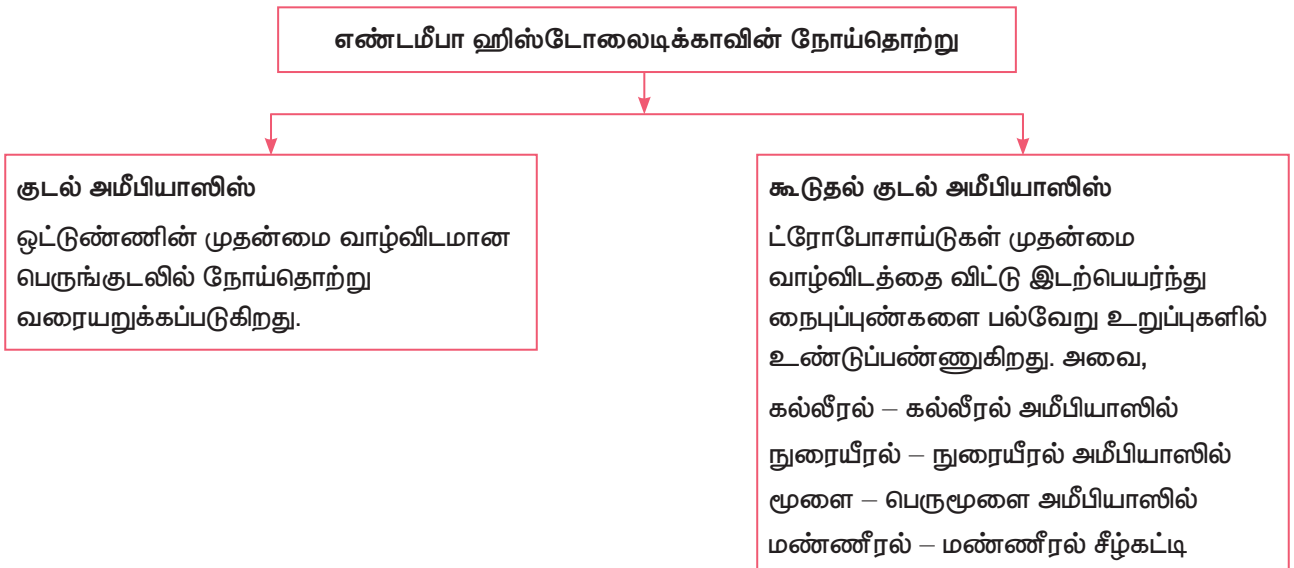 எண்டமீபா ஹிஸ்டோலைடிக்காவின் நோய்தொற்று
குடல் அமீபியாஸிஸ்
ஒட்டுண்ணின் முதன்மை வாழ்விடமான
பெருங்குடலில் நோய்தொற்று
வரையறுக்கப்படுகிறது.
கூடுதல் குடல் அமீபியாஸிஸ்
ட்ரோபோசாய்டுகள் முதன்மை
வாழ்விடத்தை விட்டு இடற்பெயர்ந்து
நைபுப்புண்களை பல்வேறு உறுப்புகளில்
உண்டுப்பண்ணுகிறது. அவை,
கல்லீரல் – கல்லீரல் அமீபியாஸில்
நுரையீரல் – நுரையீரல் அமீபியாஸில்
மூளை – பெருமூளை அமீபியாஸில்
மண்ணீரல் – மண்ணீரல் சீழ்கட்டி